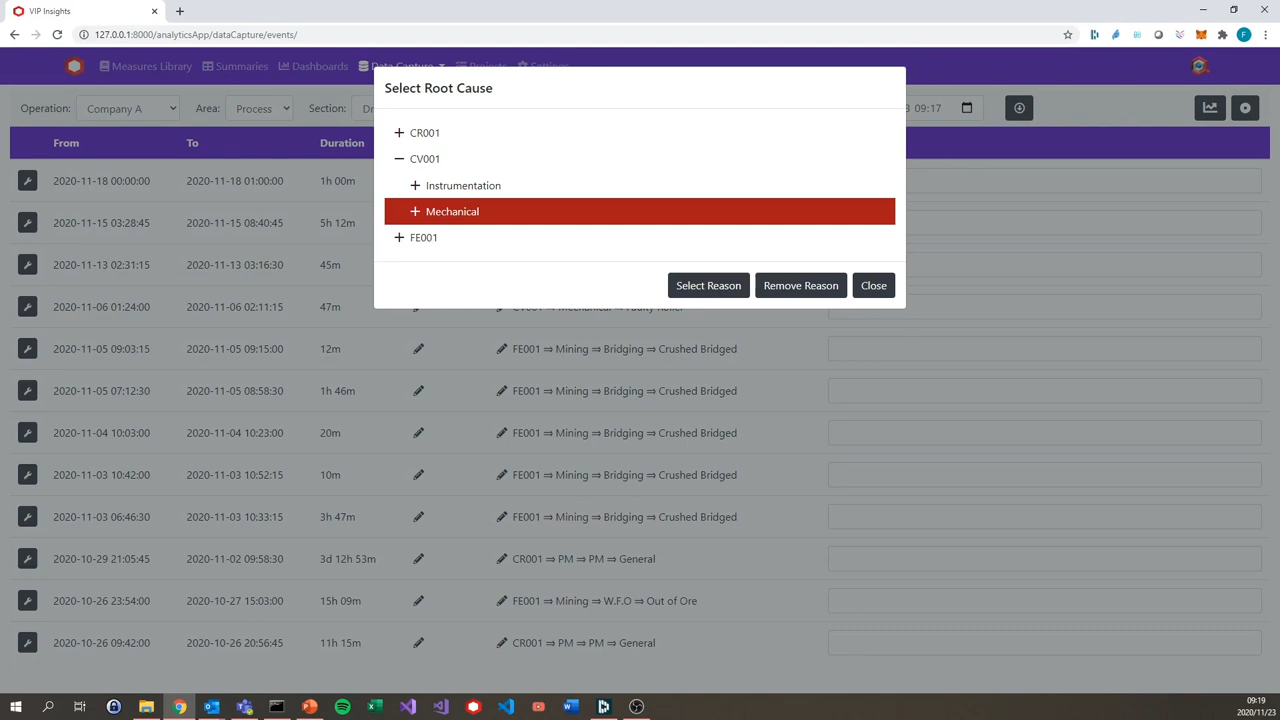 VIP Insights
127.0.0.1:8000/analyticsApp/dataCapture/events/
F
Measures Library Summaries Dashboards Data Capture Projects Settings
Select Root Cause
Operation: Company A Area: Process Section: 09:17
CR001
From To Duration
CV001
2020-11-18 00:00:00 2020-11-18 01:00:00 1h 00m
Instrumentation
Mechanical
2020-11-15 03:28:45 2020-11-15 08:40:45 5h 12m
FE001
2020-11-13 02:31:15 2020-11-13 03:16:30 45m
Select Reason Remove Reason Close
2020-11-06 01:24:00 2020-11-06 02:11:15 47m CV001 ⇒ Mechanical ⇒ Faulty Roller
2020-11-05 09:03:15 2020-11-05 09:15:00 12m FE001 ⇒ Mining ⇒ Bridging ⇒ Crushed Bridged
2020-11-05 07:12:30 2020-11-05 08:58:30 1h 46m FE001 ⇒ Mining ⇒ Bridging ⇒ Crushed Bridged
2020-11-04 10:03:00 2020-11-04 10:23:00 20m FE001 ⇒ Mining ⇒ Bridging ⇒ Crushed Bridged
2020-11-03 10:42:00 2020-11-03 10:52:15 10m FE001 ⇒ Mining ⇒ Bridging ⇒ Crushed Bridged
2020-11-03 06:46:30 2020-11-03 10:33:15 3h 47m FE001 ⇒ Mining ⇒ Bridging ⇒ Crushed Bridged
2020-10-29 21:05:45 2020-11-02 09:58:30 3d 12h 53m CR001 ⇒ PM ⇒ PM ⇒ General
2020-10-26 23:54:00 2020-10-27 15:03:00 15h 09m FE001 ⇒ Mining ⇒ W.F.O ⇒ Out of Ore
2020-10-26 09:42:00 2020-10-26 20:56:45 11h 15m CR001 ⇒ PM ⇒ PM ⇒ General
09:19
2020/11/23